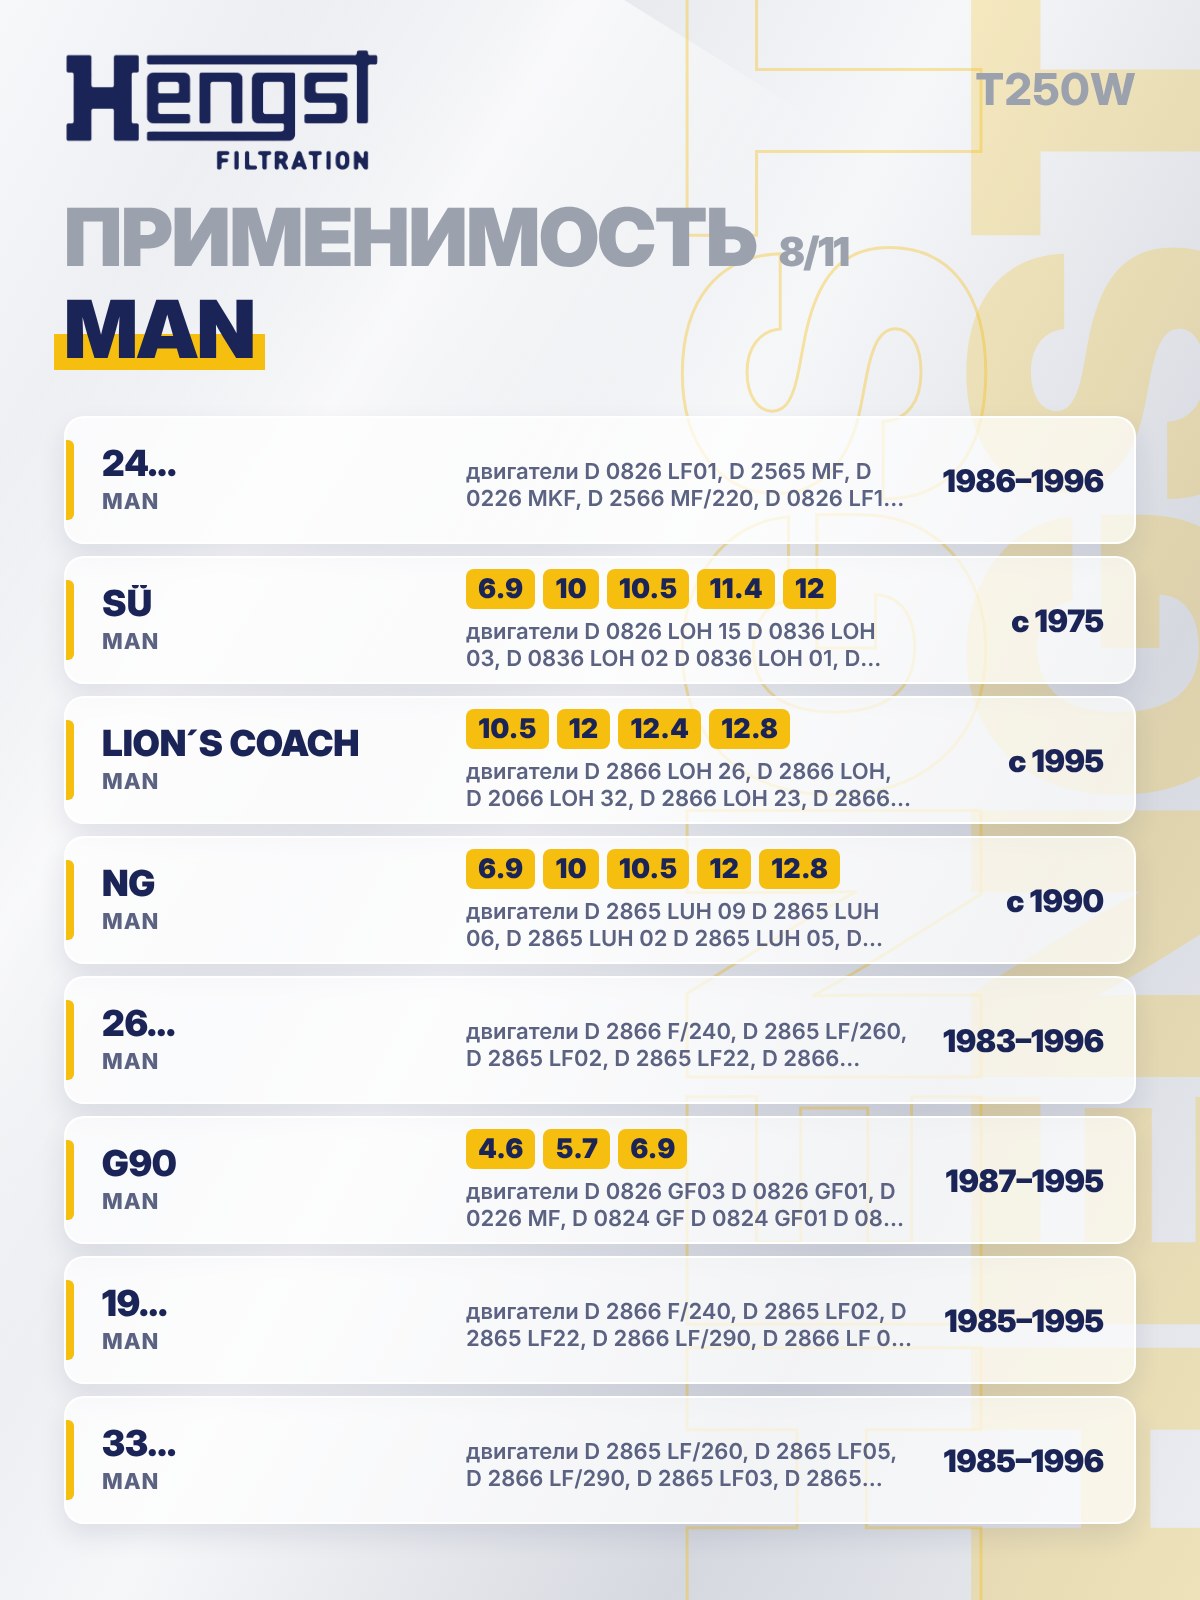 Hengst
FILTRATION
T250W
ПРИМЕНИМОСТЬ 8/11
MAN
24...
MAN
двигатели D 0826 LF01, D 2565 MF, D
0226 MKF, D 2566 MF/220, D 0826 LF1...
1986–1996
SÜ
MAN
6.9 10 10.5 11.4 12
двигатели D 0826 LOH 15 D 0836 LOH
03, D 0836 LOH 02 D 0836 LOH 01, D...
с 1975
LION´S COACH
MAN
10.5 12 12.4 12.8
двигатели D 2866 LOH 26, D 2866 LOH,
D 2066 LOH 32, D 2866 LOH 23, D 2866...
с 1995
NG
MAN
6.9 10 10.5 12 12.8
двигатели D 2865 LUH 09 D 2865 LUH
06, D 2865 LUH 02 D 2865 LUH 05, D...
с 1990
26...
MAN
двигатели D 2866 F/240, D 2865 LF/260,
D 2865 LF02, D 2865 LF22, D 2866...
1983–1996
G90
MAN
4.6 5.7 6.9
двигатели D 0826 GF03 D 0826 GF01, D
0226 MF, D 0824 GF D 0824 GF01 D 08...
1987–1995
19...
MAN
двигатели D 2866 F/240, D 2865 LF02, D
2865 LF22, D 2866 LF/290, D 2866 LF 0...
1985–1995
33...
MAN
двигатели D 2865 LF/260, D 2865 LF05,
D 2866 LF/290, D 2865 LF03, D 2865...
1985–1996